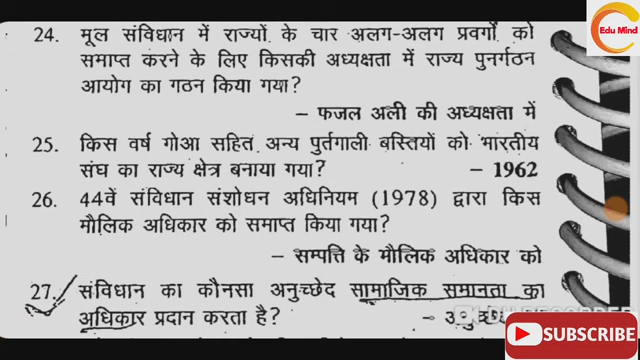 Edu Mind
24. मूल संविधान में राज्यों के चार अलग-अलग प्रवर्गों को
समाप्त करने के लिए किसकी अध्यक्षता में राज्य पुनर्गठन
आयोग का गठन किया गया?
– फजल अली की अध्यक्षता में
25. किस वर्ष गोआ सहित अन्य पुर्तगाली बस्तियों को भारतीय
संघ का राज्य क्षेत्र बनाया गया? – 1962
26. 44वें संविधान संशोधन अधिनियम (1978) द्वारा किस
मौलिक अधिकार को समाप्त किया गया?
– सम्पत्ति के मौलिक अधिकार को
27. संविधान का कौनसा अनुच्छेद सामाजिक समानता का
अधिकार प्रदान करता है?
SUBSCRIBE